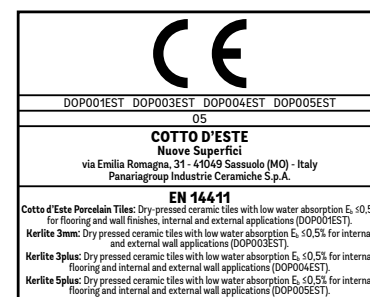 CE
DOP001EST DOP003EST DOP004EST DOP005EST
05
COTTO D'ESTE
Nuove Superfici
via Emilia Romagna, 31 - 41049 Sassuolo (MO) - Italy
Panariagroup Industrie Ceramiche S.p.A.
EN 14411
Cotto d'Este Porcelain Tiles: Dry-pressed ceramic tiles with low water absorption Eb ≤0,5
for flooring and wall finishes, internal and external applications (DOP001EST).
Kerlite 3mm: Dry pressed ceramic tiles with low water absorption Eb ≤0,5% for interna
and external wall applications (DOP003EST).
Kerlite 3plus: Dry pressed ceramic tiles with low water absorption Eb ≤0,5% for interna
flooring and internal and external wall applications (DOP004EST).
Kerlite 5plus: Dry pressed ceramic tiles with low water absorption Eb ≤0,5% for interna
flooring and internal and external wall applications (DOP005EST).